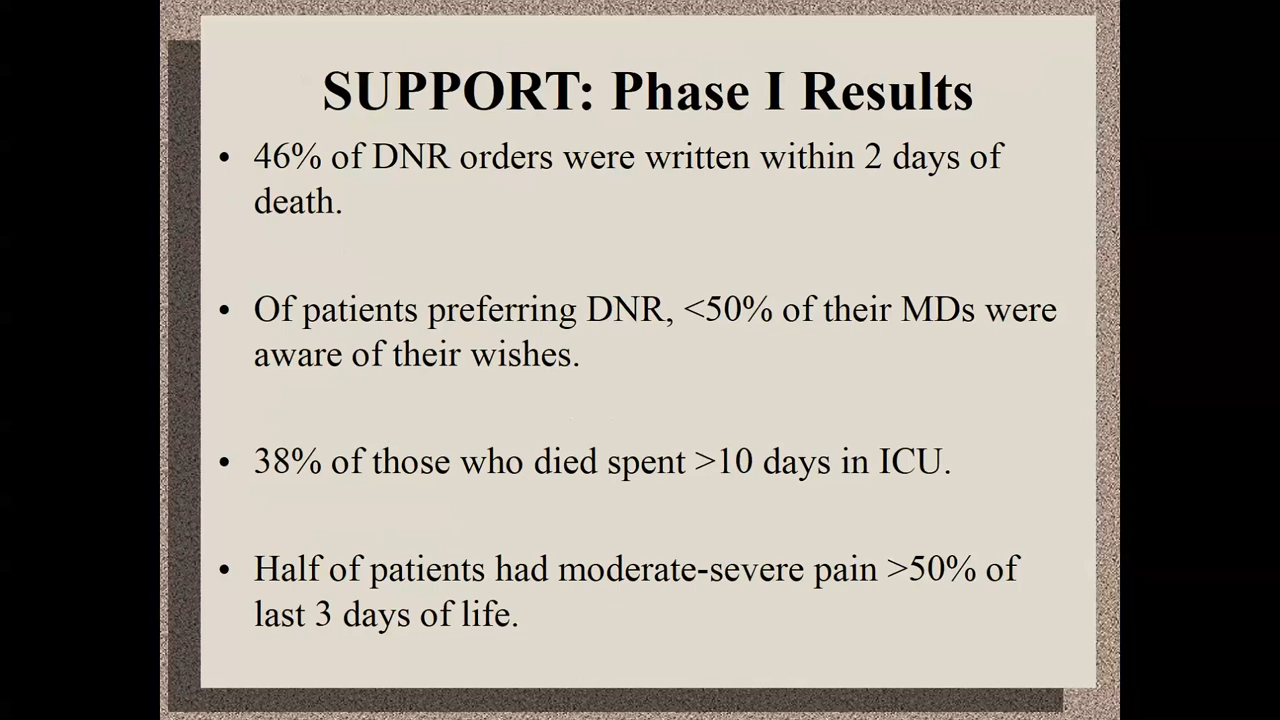 SUPPORT: Phase I Results
• 46% of DNR orders were written within 2 days of
death.
• Of patients preferring DNR, <50% of their MDs were
aware of their wishes.
• 38% of those who died spent >10 days in ICU.
• Half of patients had moderate-severe pain >50% of
last 3 days of life.